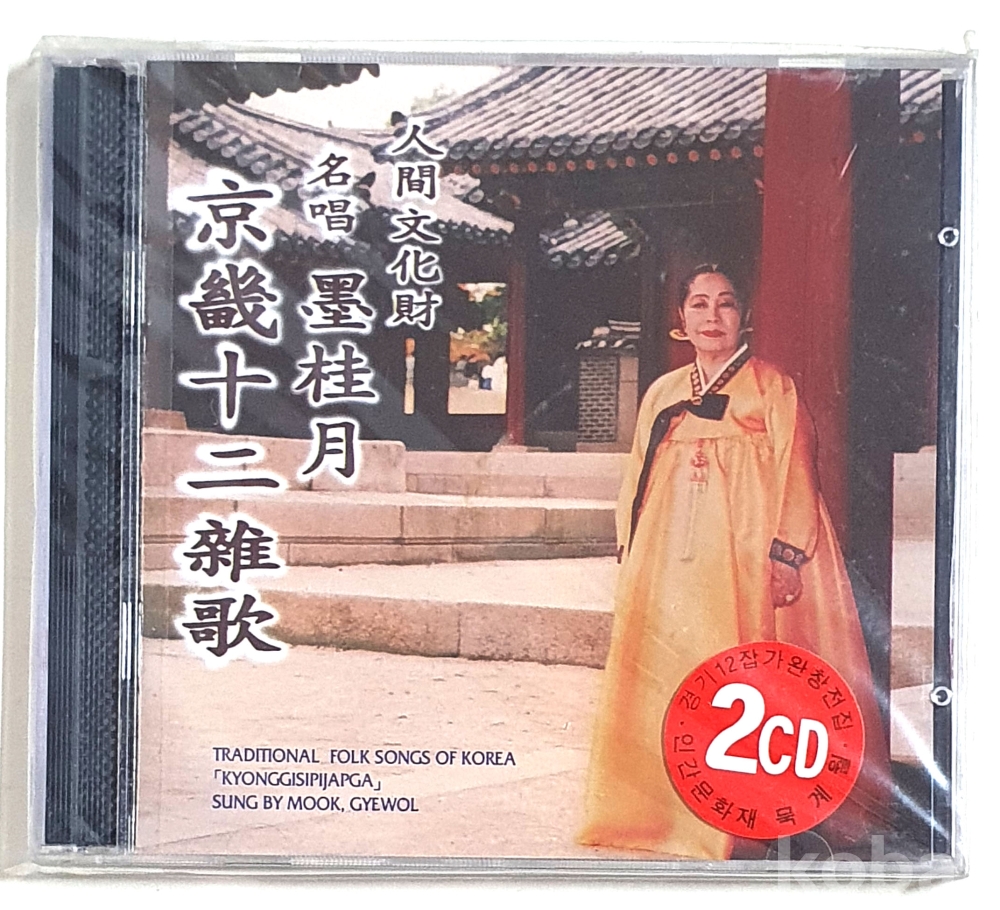 人間文化財
名唱 墨桂月
京畿十二雜歌
TRADITIONAL FOLK SONGS OF KOREA
「KYONGGISIPIJAPGA」
SUNG BY MOOK, GYEWOL
경기12잡가완창전집·인간문화재 묵계월·
2CD
kob